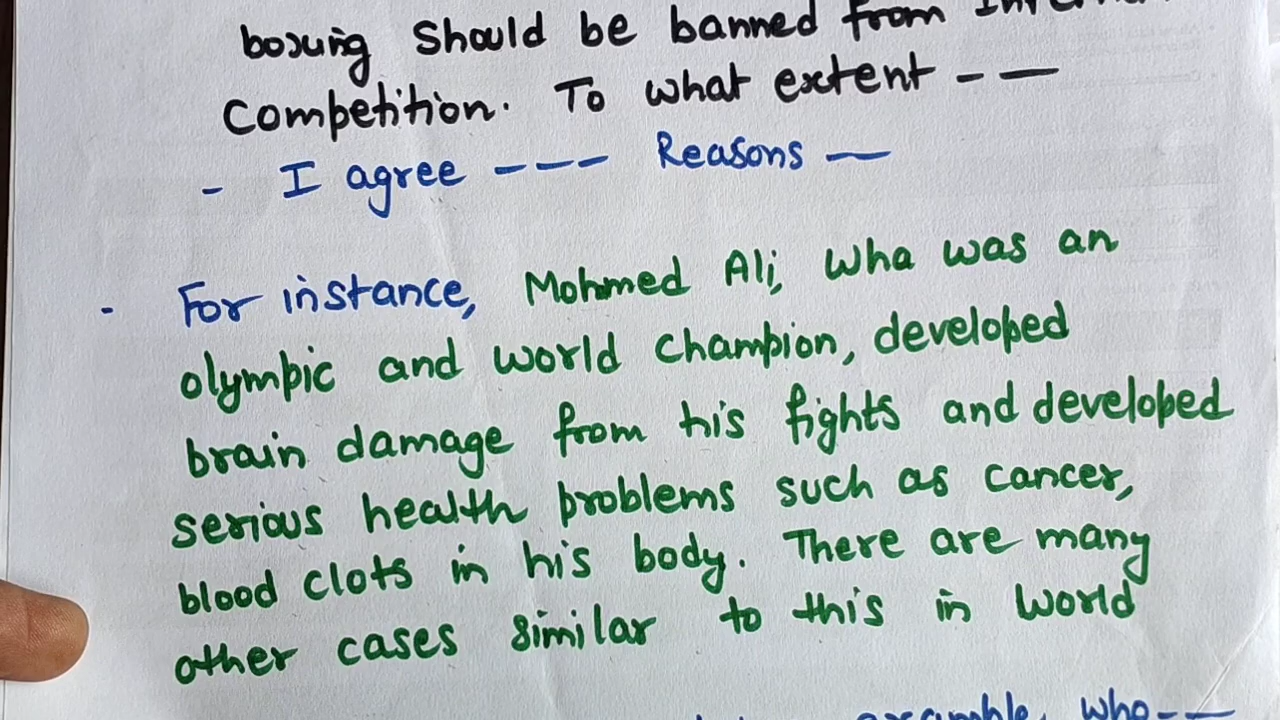 boxing Should be banned from
Competition. To what extent - —
- I agree - - - Reasons —
- For instance, Mohmed Ali, Wha was an
olympic and world champion, developed
brain damage from his fights and developed
serious health problems such as cancer,
blood clots in his body. There are many
other cases similar to this in world
example, who - —